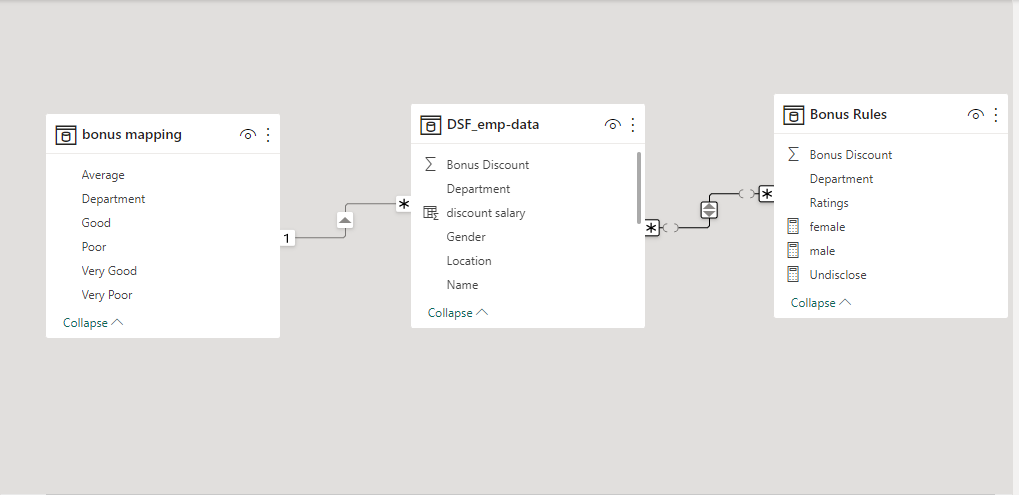 bonus mapping
Average
Department
Good
Poor
Very Good
Very Poor
Collapse
1
*
DSF_emp-data
Σ Bonus Discount
Department
discount salary
Gender
Location
Name
Collapse
*
*
Bonus Rules
Σ Bonus Discount
Department
Ratings
female
male
Undisclose
Collapse